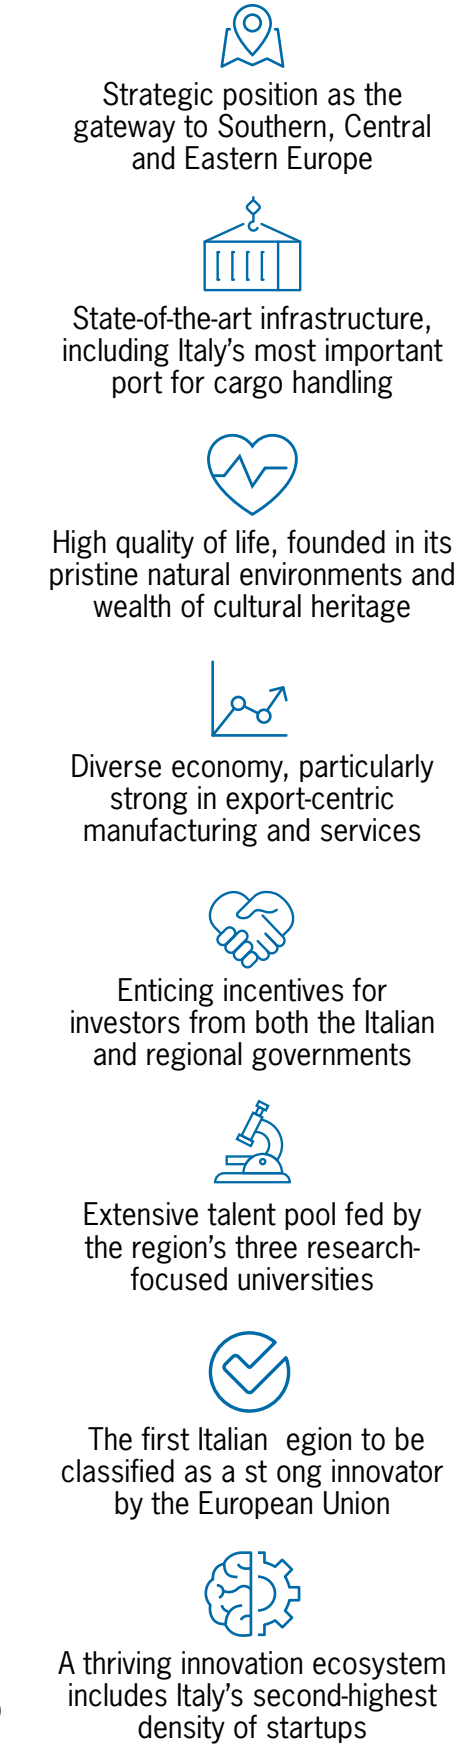 Strategic position as the
gateway to Southern, Central
and Eastern Europe
State-of-the-art infrastructure,
including Italy’s most important
port for cargo handling
High quality of life, founded in its
pristine natural environments and
wealth of cultural heritage
Diverse economy, particularly
strong in export-centric
manufacturing and services
Enticing incentives for
investors from both the Italian
and regional governments
Extensive talent pool fed by
the region’s three research-
focused universities
The first Italian egion to be
classified as a st ong innovator
by the European Union
A thriving innovation ecosystem
includes Italy’s second-highest
density of startups